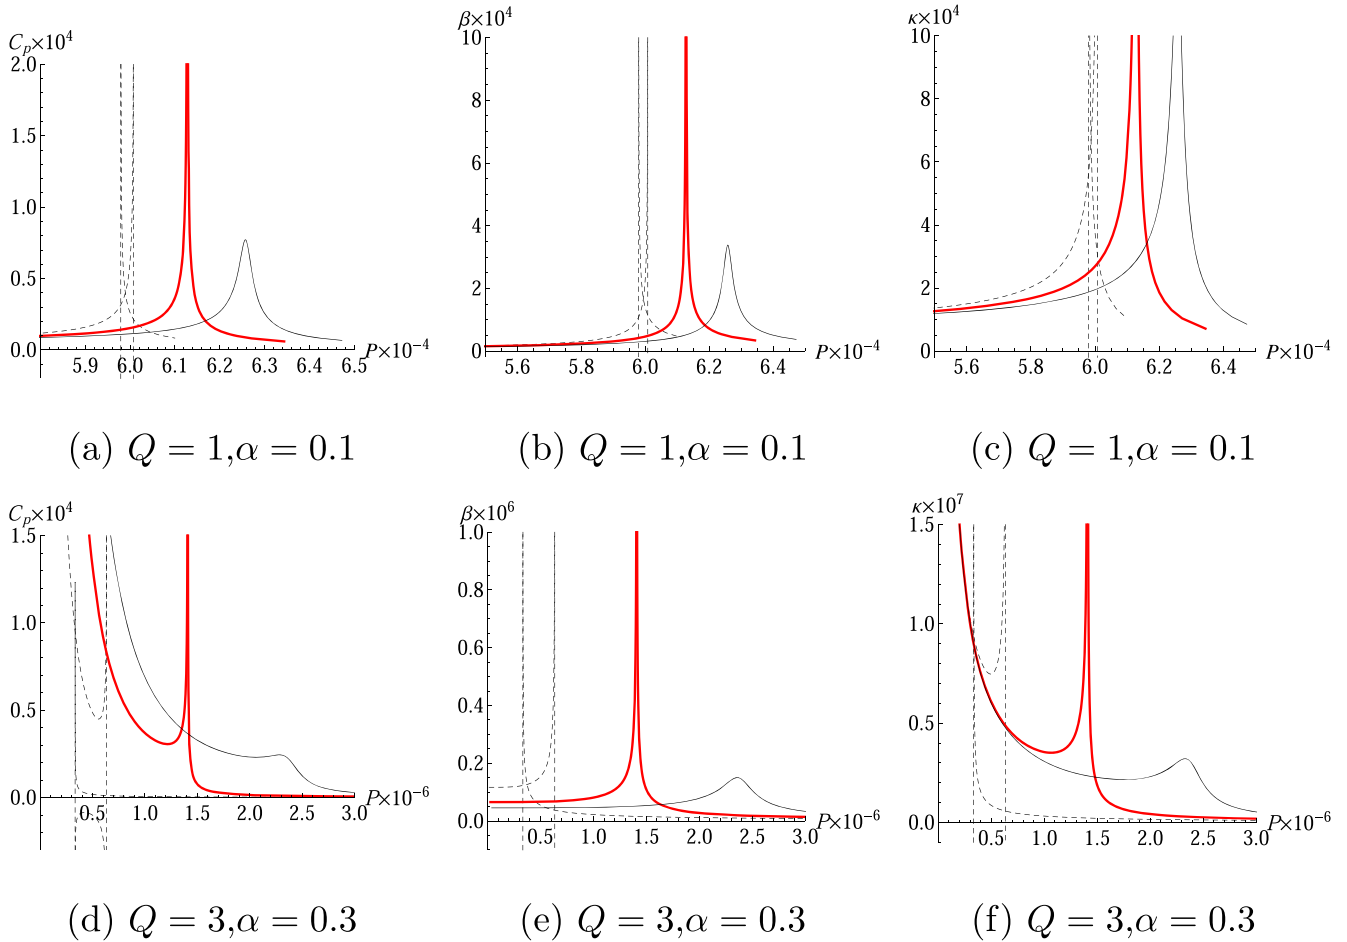 C_p×10^4
2.0
1.5
1.0
0.5
0.0
5.9 6.0 6.1 6.2 6.3 6.4 6.5
P×10^-4
(a) Q = 1,α = 0.1
β×10^4
10
8
6
4
2
0
5.6 5.8 6.0 6.2 6.4
P×10^-4
(b) Q = 1,α = 0.1
κ×10^4
10
8
6
4
2
0
5.6 5.8 6.0 6.2 6.4
P×10^-4
(c) Q = 1,α = 0.1
C_p×10^4
1.5
1.0
0.5
0.0
0.5 1.0 1.5 2.0 2.5 3.0
P×10^-6
(d) Q = 3,α = 0.3
β×10^6
1.0
0.8
0.6
0.4
0.2
0.0
0.5 1.0 1.5 2.0 2.5 3.0
P×10^-6
(e) Q = 3,α = 0.3
κ×10^7
1.5
1.0
0.5
0.0
0.5 1.0 1.5 2.0 2.5 3.0
P×10^-6
(f) Q = 3,α = 0.3